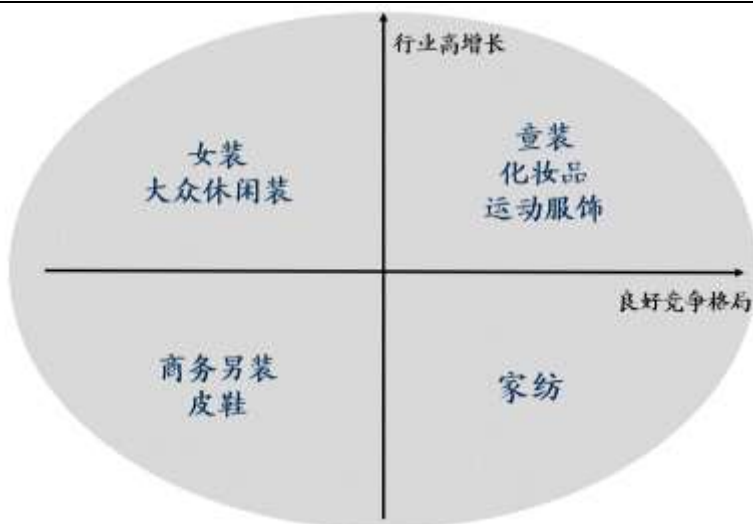 行业高增长
女装
大众休闲装
童装
化妆品
运动服饰
良好竞争格局
商务男装
皮鞋
家纺